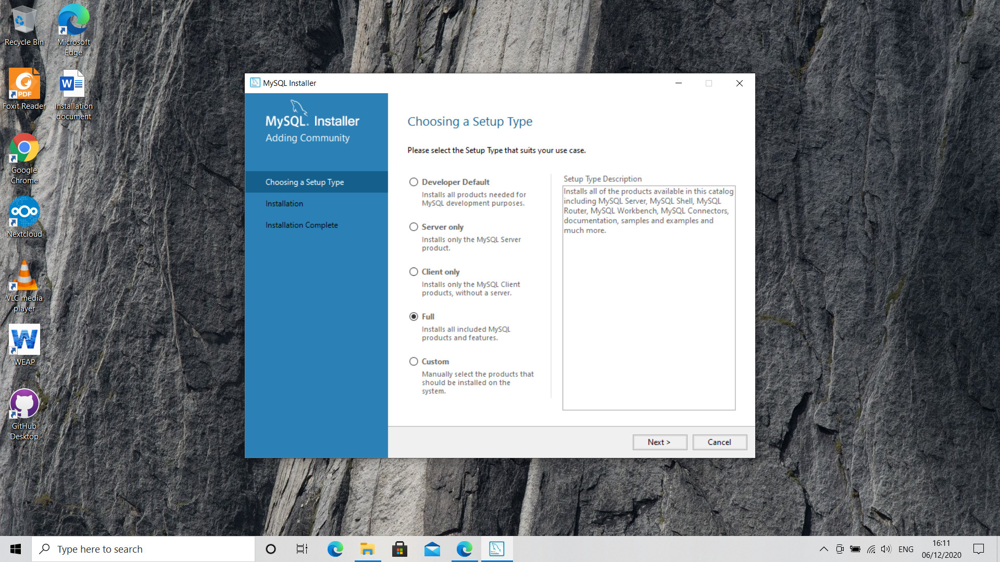 Recycle Bin
Microsoft
Edge
PDF
Foxit Reader
W
Installation
document
Google
Chrome
Nextcloud
VLC media
player
W
WEAP
GitHub
Desktop
MySQL Installer
MySQL. Installer
Adding Community
Choosing a Setup Type
Installation
Installation Complete
Choosing a Setup Type
Please select the Setup Type that suits your use case.
Developer Default
Installs all products needed for
MySQL development purposes.
Server only
Installs only the MySQL Server
product.
Client only
Installs only the MySQL Client
products, without a server.
Full
Installs all included MySQL
products and features.
Custom
Manually select the products that
should be installed on the
system.
Setup Type Description
Installs all of the products available in this catalog
including MySQL Server, MySQL Shell, MySQL
Router, MySQL Workbench, MySQL Connectors,
documentation, samples and examples and
much more.
Next >
Cancel
Type here to search
ENG
16:11
06/12/2020